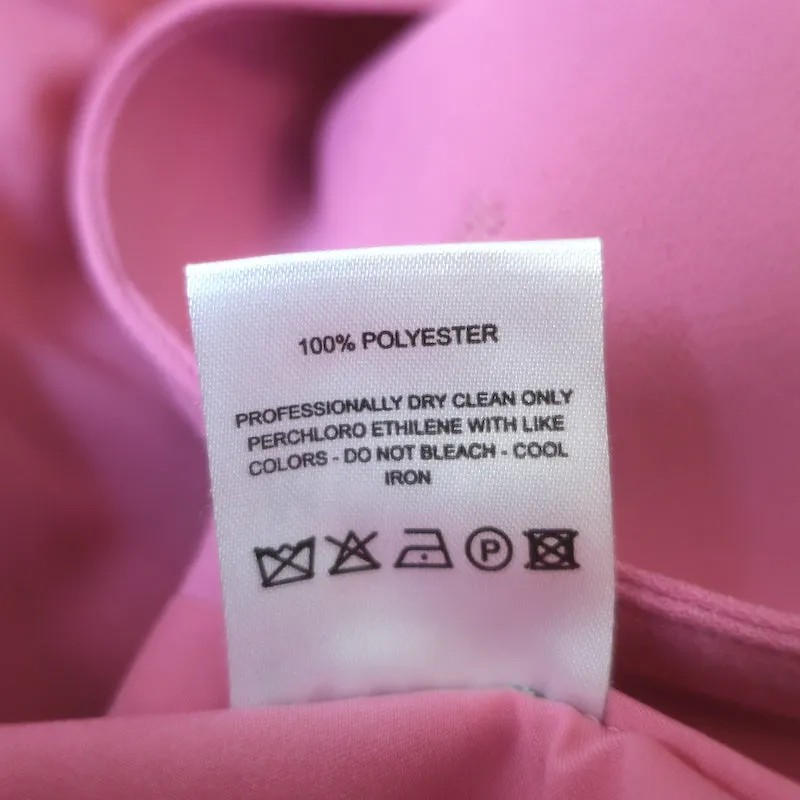 100% POLYESTER
PROFESSIONALLY DRY CLEAN ONLY
PERCHLORO ETHILENE WITH LIKE
COLORS - DO NOT BLEACH - COOL
IRON
P